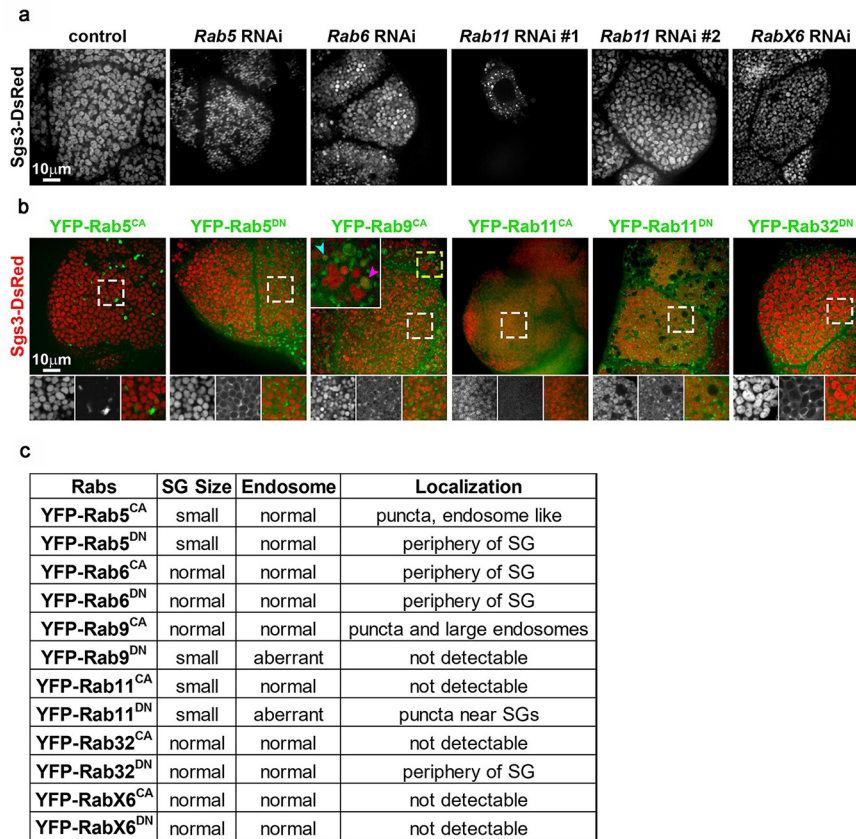 a
control Rab5 RNAi Rab6 RNAi Rab11 RNAi #1 Rab11 RNAi #2 RabX6 RNAi
Sgs3-DsRed
10μm
b
YFP-Rab5CA YFP-Rab5DN YFP-Rab9CA YFP-Rab11CA YFP-Rab11DN YFP-Rab32DN
Sgs3-DsRed
10μm
c
Rabs SG Size Endosome Localization
YFP-Rab5CA small normal puncta, endosome like
YFP-Rab5DN small normal periphery of SG
YFP-Rab6CA normal normal periphery of SG
YFP-Rab6DN normal normal periphery of SG
YFP-Rab9CA normal normal puncta and large endosomes
YFP-Rab9DN small aberrant not detectable
YFP-Rab11CA small normal not detectable
YFP-Rab11DN small aberrant puncta near SGs
YFP-Rab32CA normal normal not detectable
YFP-Rab32DN normal normal periphery of SG
YFP-RabX6CA normal normal not detectable
YFP-RabX6DN normal normal not detectable